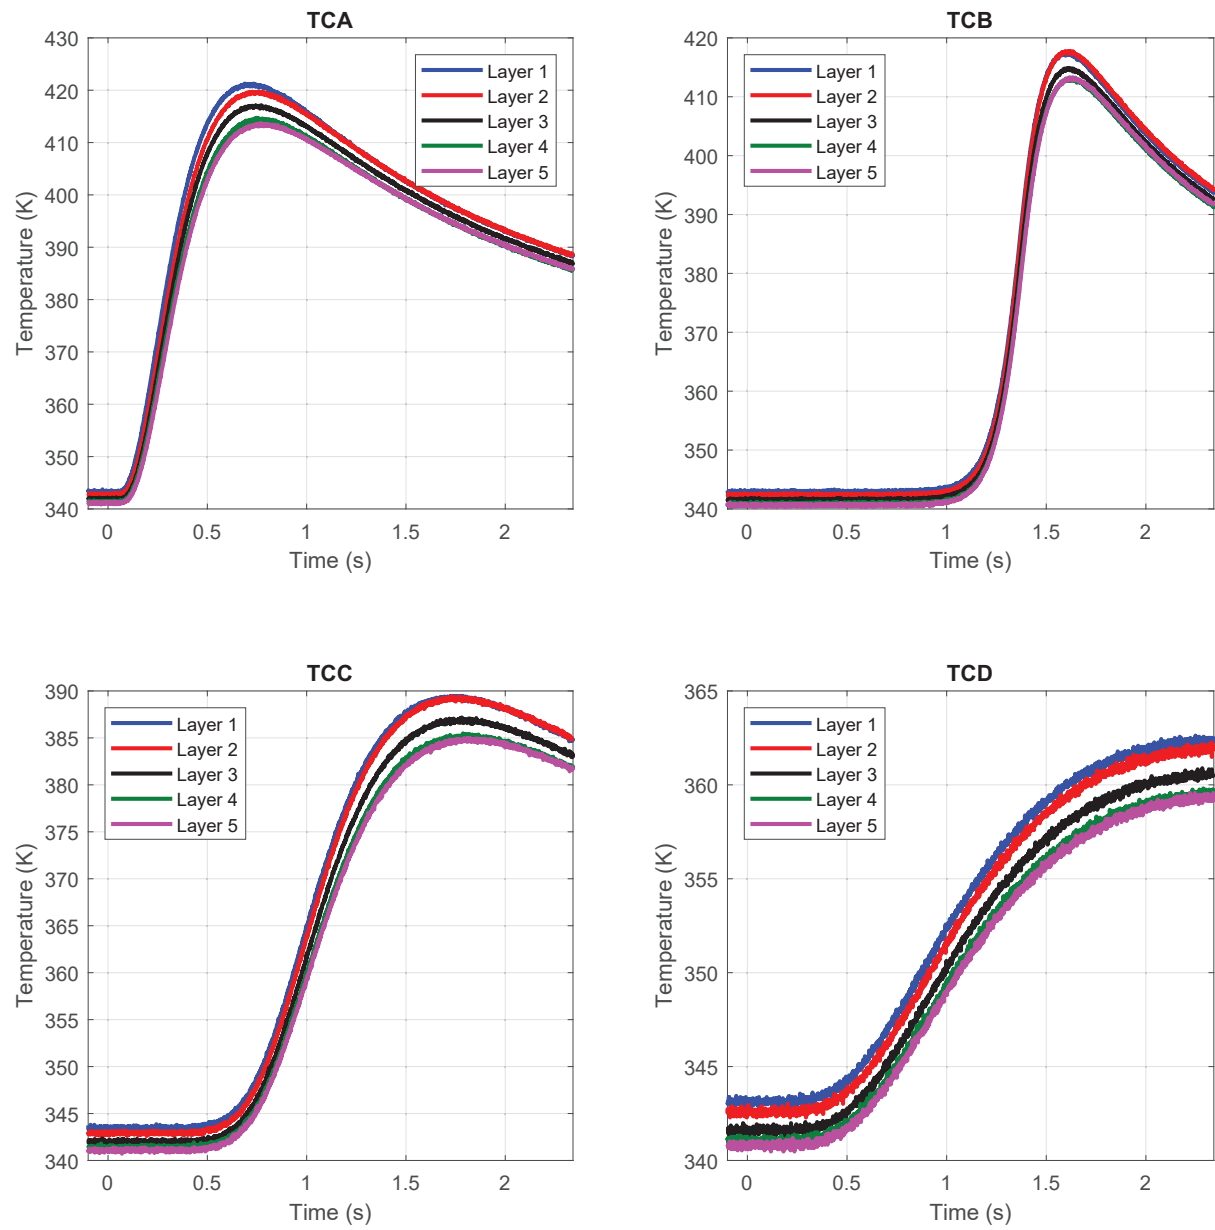 TCA
430
420
410
400
390
380
370
360
350
340
Temperature (K)
0
0.5
1
1.5
2
Time (s)
Layer 1
Layer 2
Layer 3
Layer 4
Layer 5
TCB
420
410
400
390
380
370
360
350
340
Temperature (K)
0
0.5
1
1.5
2
Time (s)
Layer 1
Layer 2
Layer 3
Layer 4
Layer 5
TCC
390
385
380
375
370
365
360
355
350
345
340
Temperature (K)
0
0.5
1
1.5
2
Time (s)
Layer 1
Layer 2
Layer 3
Layer 4
Layer 5
TCD
365
360
355
350
345
340
Temperature (K)
0
0.5
1
1.5
2
Time (s)
Layer 1
Layer 2
Layer 3
Layer 4
Layer 5